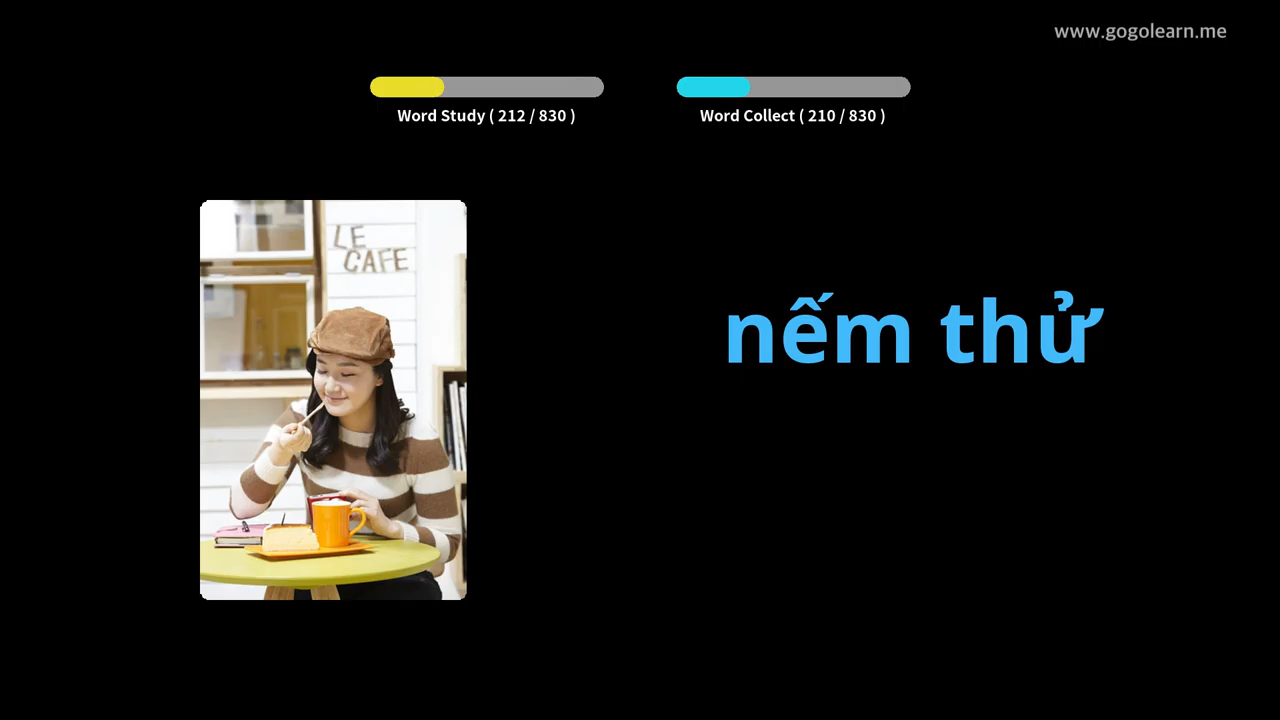 www.gogolearn.me
Word Study ( 212 / 830 )
Word Collect ( 210 / 830 )
LE
CAFE
nếm thử